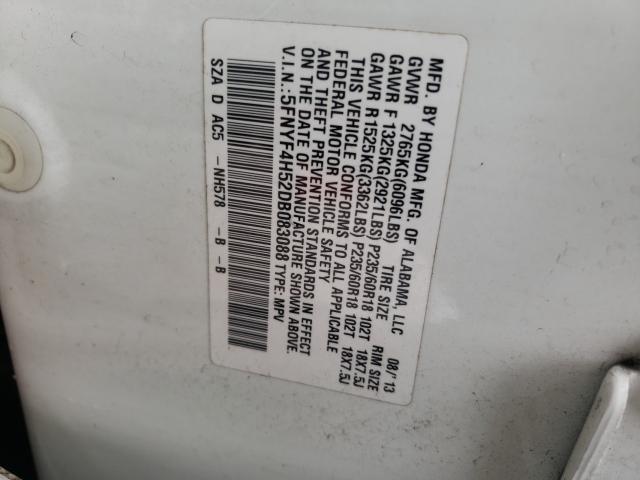 MFD. BY HONDA MFG. OF ALABAMA, LLC 08/'13
GVWR 2765KG(6096LBS) TIRE SIZE RIM SIZE
GAWR F 1325KG(2921LBS) P235/60R18 102T 18X7.5J
GAWR R1525KG(3362LBS) P235/60R18 102T 18X7.5J
THIS VEHICLE CONFORMS TO ALL APPLICABLE
FEDERAL MOTOR VEHICLE SAFETY
AND THEFT PREVENTION STANDARDS IN EFFECT
ON THE DATE OF MANUFACTURE SHOWN ABOVE.
V.I.N.:5FNYF4H52DB083088 TYPE: MPV
SZA D AC5 -NH578 -B -B